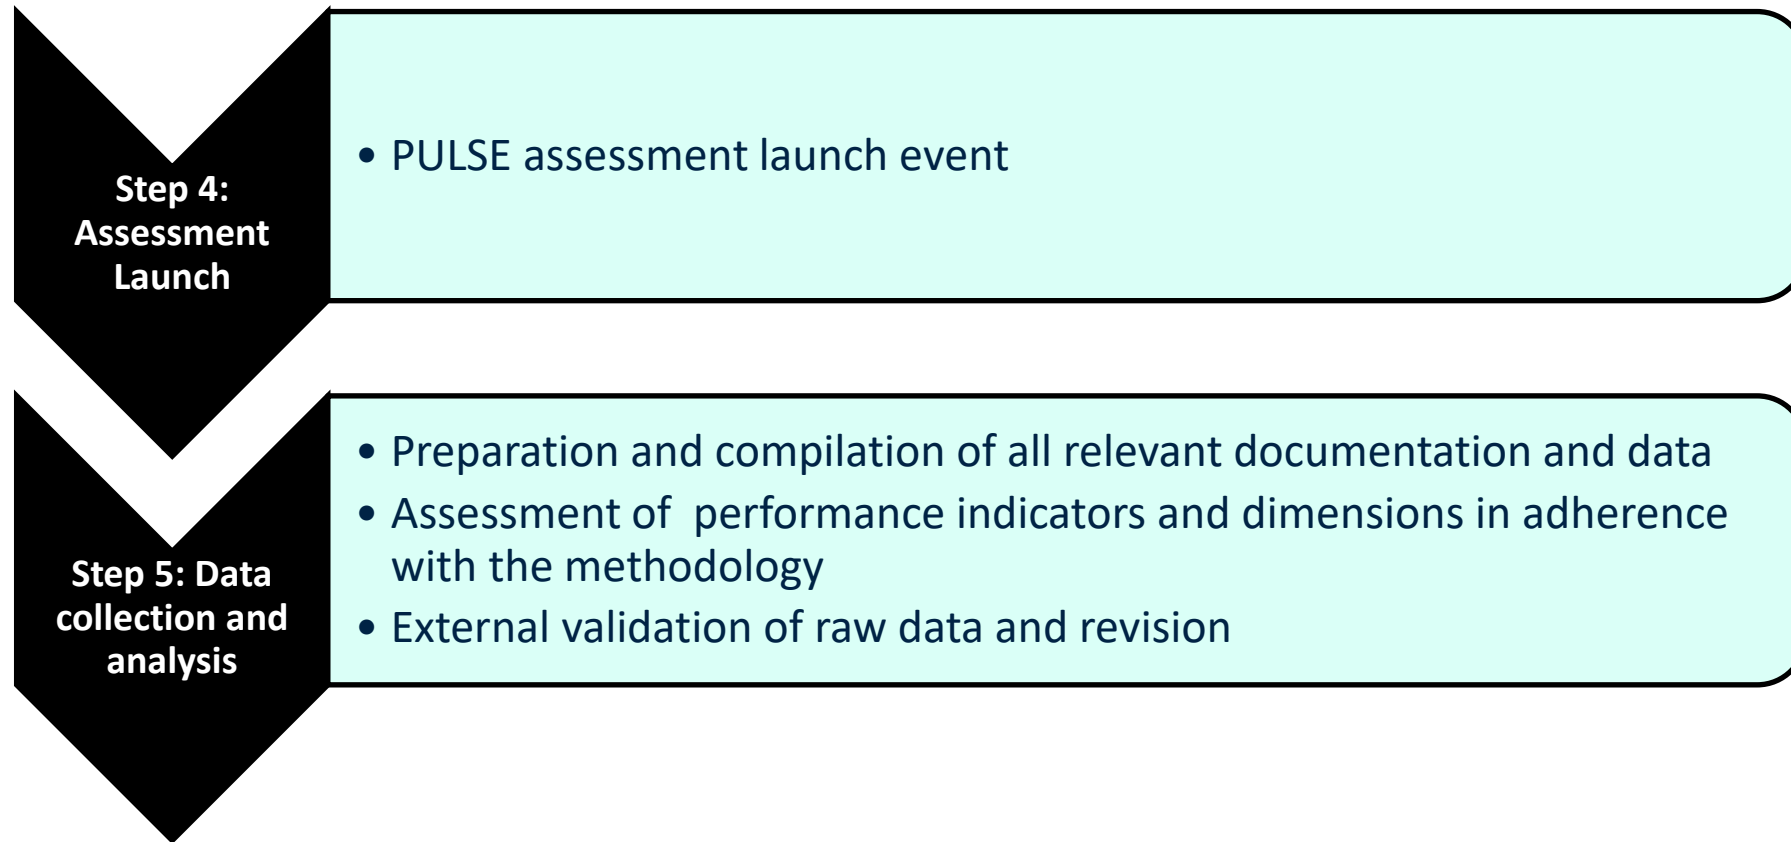 Step 4:
Assessment
Launch
• PULSE assessment launch event
Step 5: Data
collection and
analysis
• Preparation and compilation of all relevant documentation and data
• Assessment of  performance indicators and dimensions in adherence
with the methodology
• External validation of raw data and revision